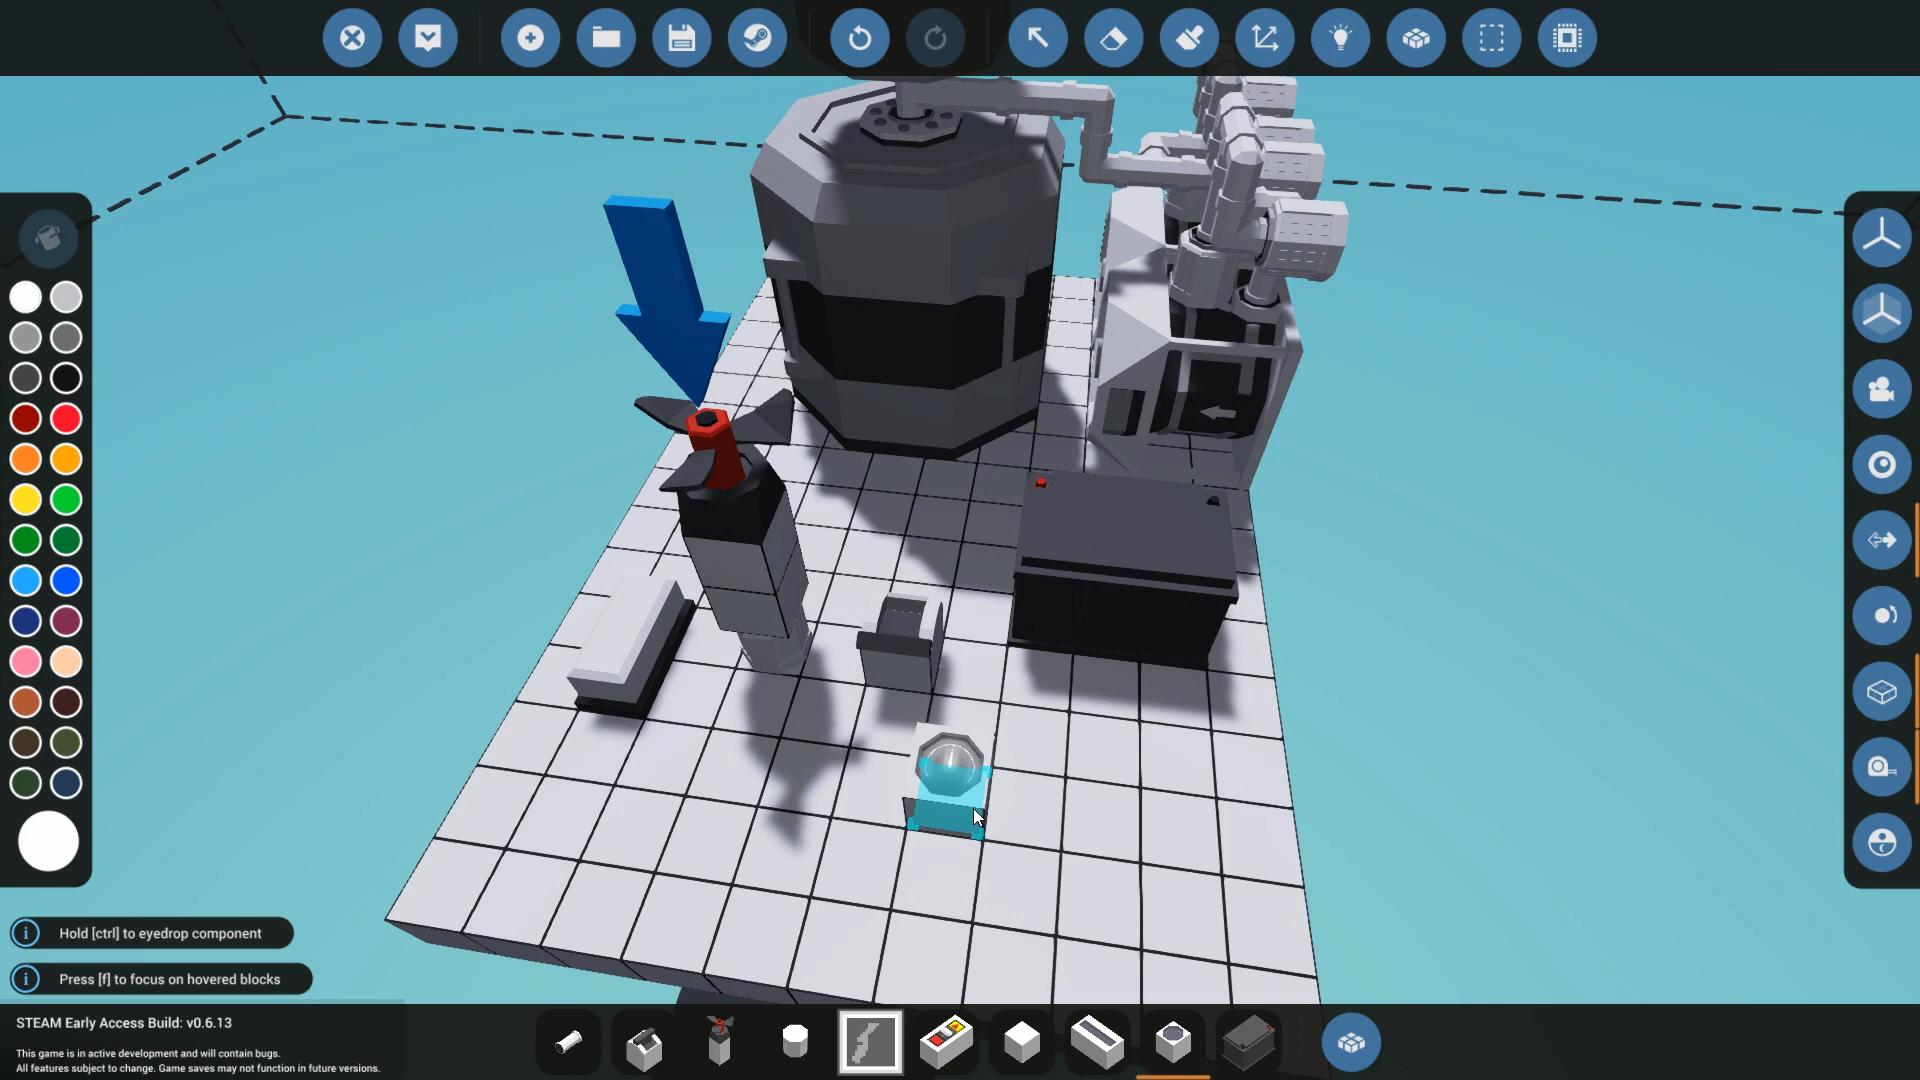 Hold [ctrl] to eyedrop component
Press [f] to focus on hovered blocks
STEAM Early Access Build: v0.6.13
This game is in active development and will contain bugs.
All features subject to change. Game saves may not function in future versions.